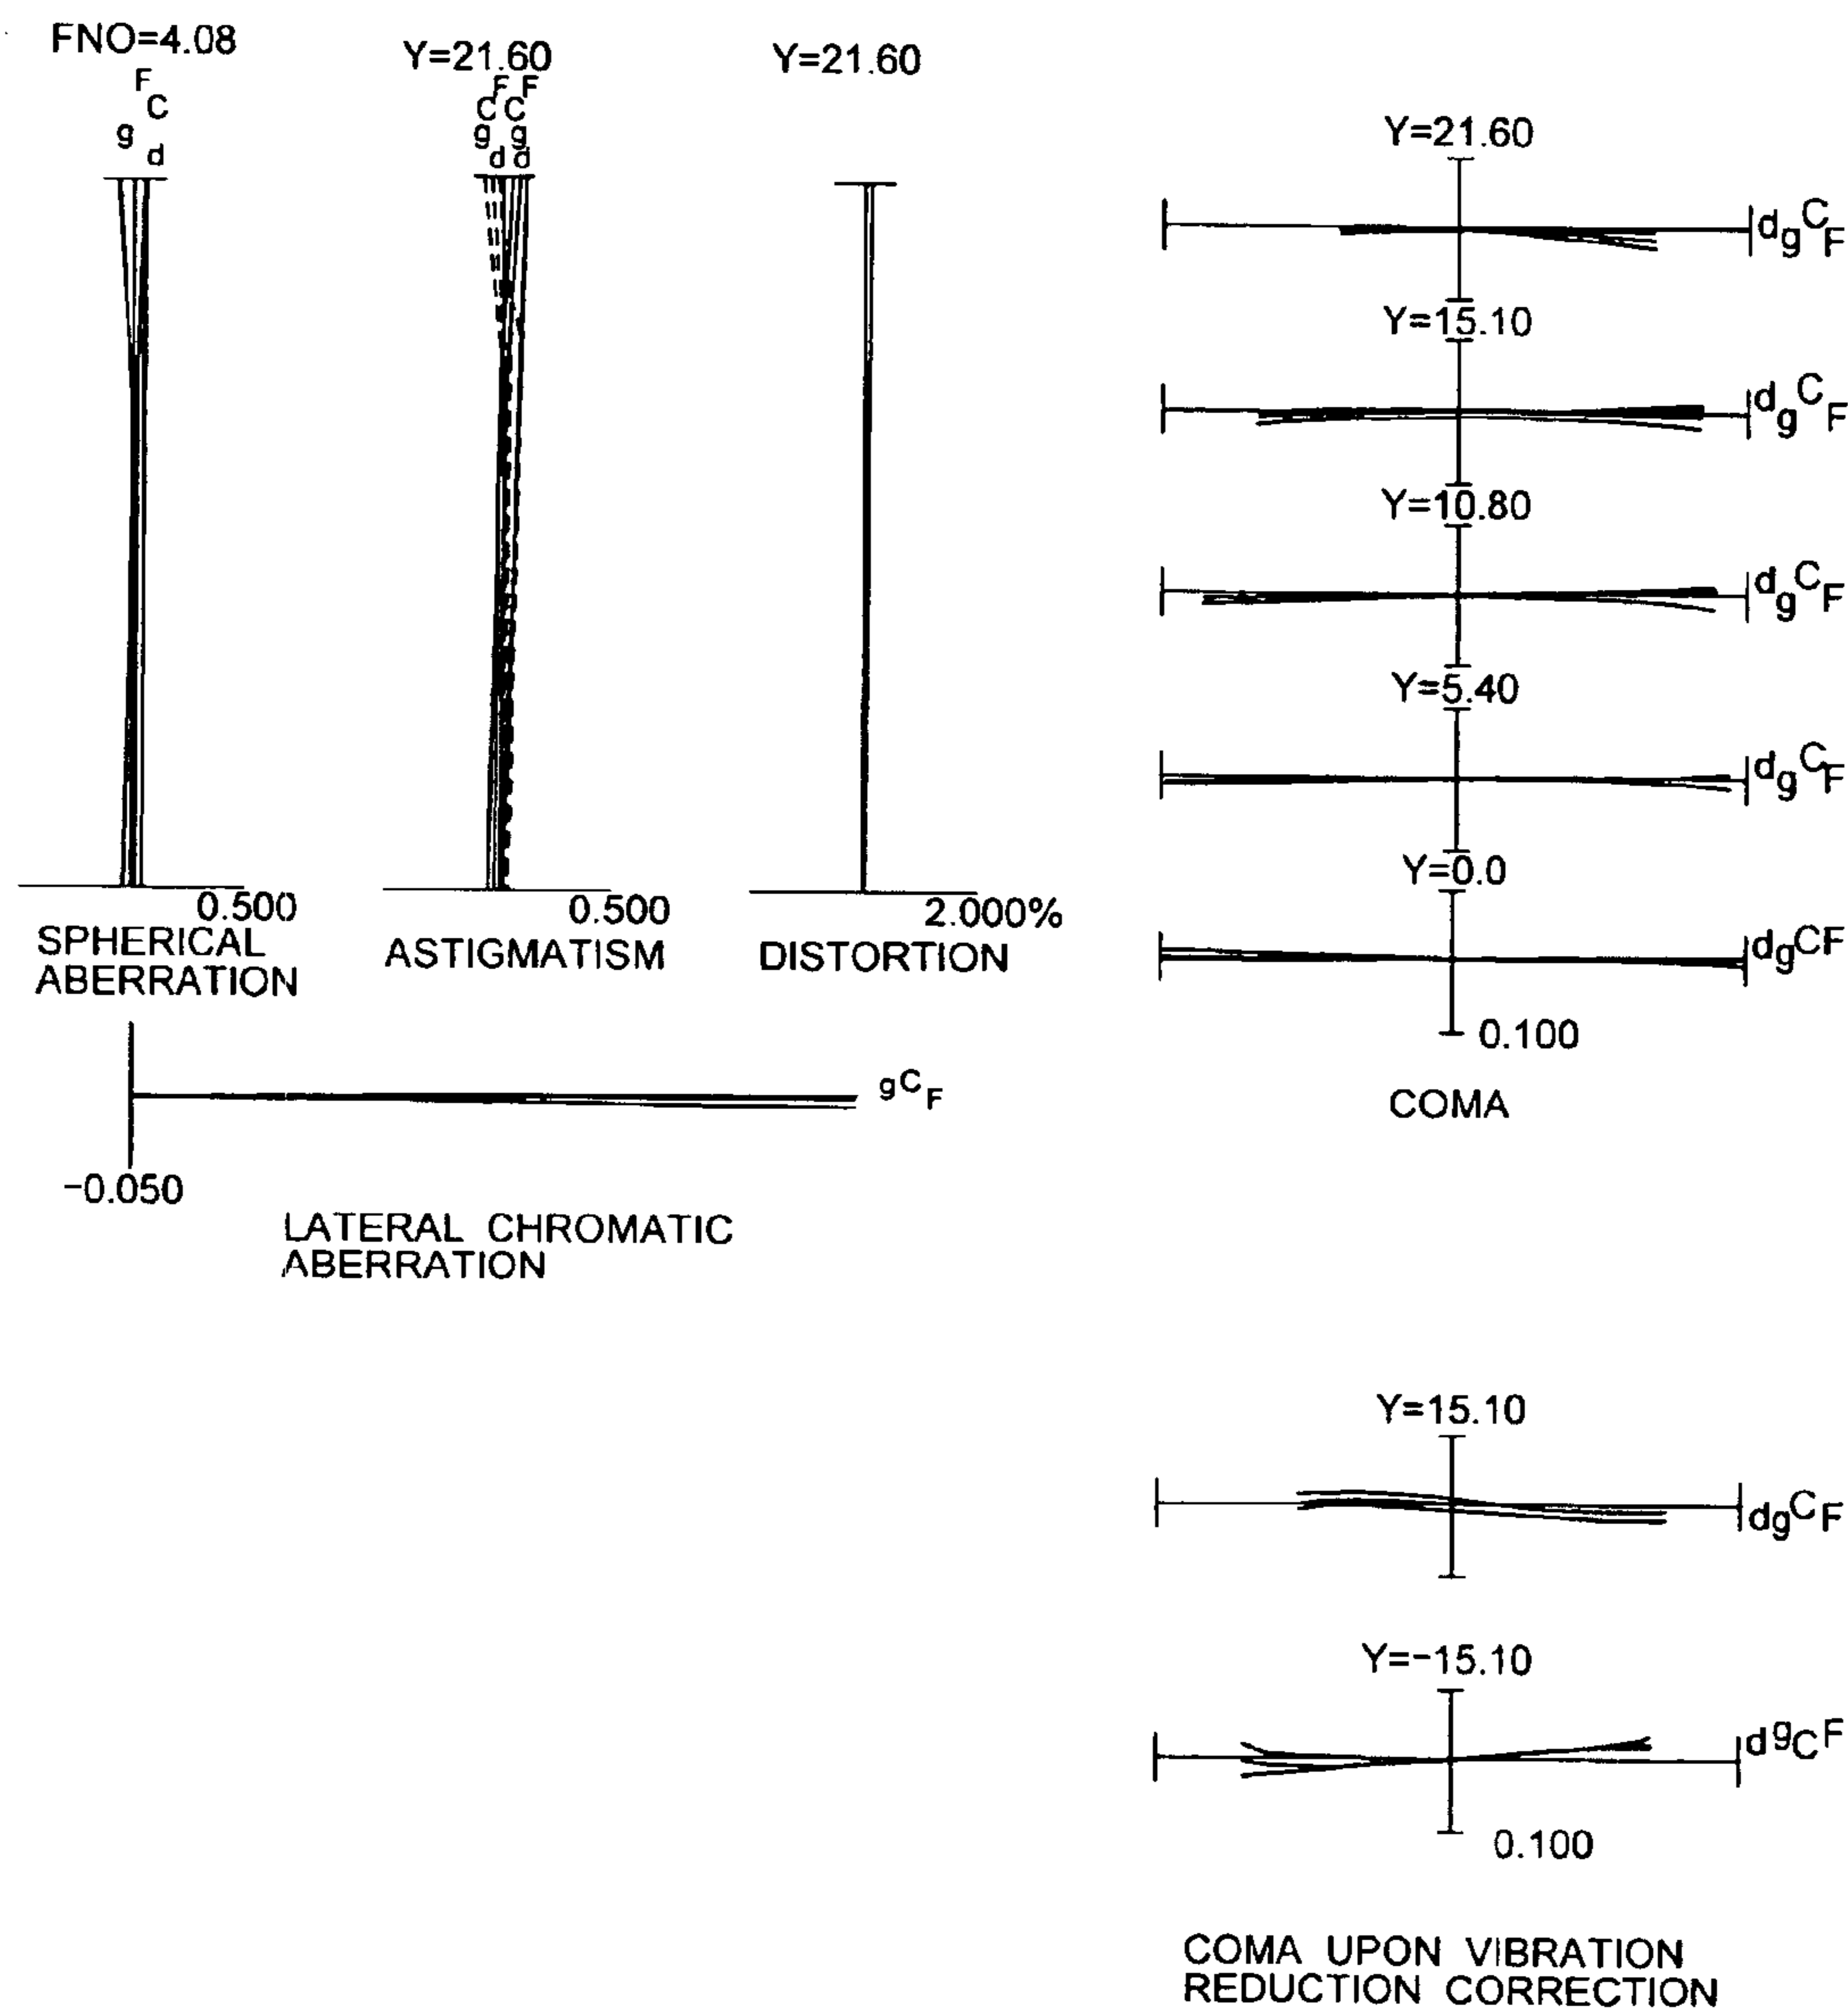 FNO=4.08
F
C
g
d
0.500
SPHERICAL
ABERRATION
Y=21.60
F F
C C
g g
d d
0.500
ASTIGMATISM
Y=21.60
2.000%
DISTORTION
-0.050
g C F
LATERAL CHROMATIC
ABERRATION
Y=21.60
d g C F
Y=15.10
d g C F
Y=10.80
d g C F
Y=5.40
d g C F
Y=0.0
d g C F
0.100
COMA
Y=15.10
d g C F
Y=-15.10
d g C F
0.100
COMA UPON VIBRATION
REDUCTION CORRECTION